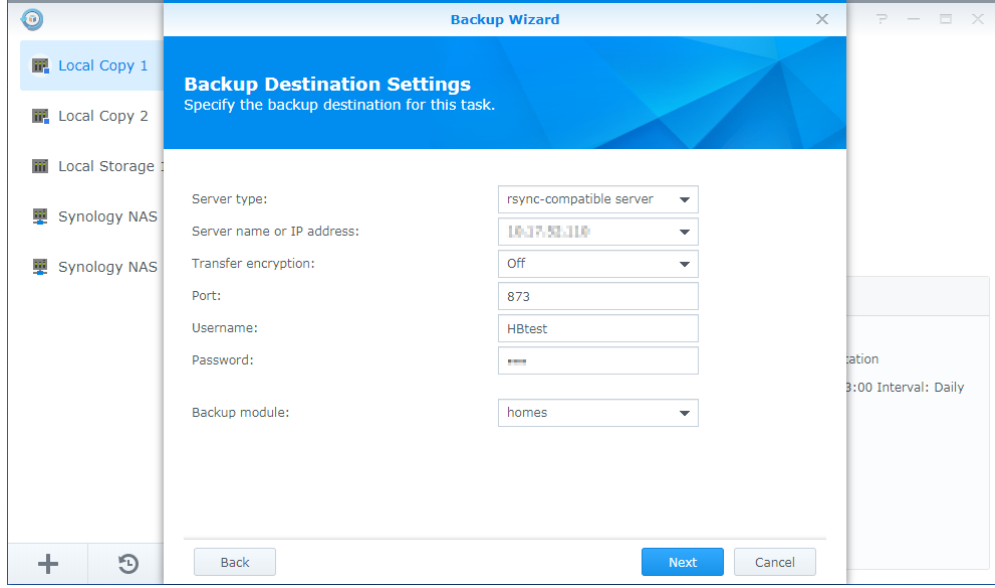 Backup Wizard
Local Copy 1
Local Copy 2
Local Storage
Synology NAS
Synology NAS
Backup Destination Settings
Specify the backup destination for this task.
Server type: rsync-compatible server
Server name or IP address:
Transfer encryption: Off
Port: 873
Username: HBtest
Password:
Backup module: homes
3:00 Interval: Daily
Back Next Cancel